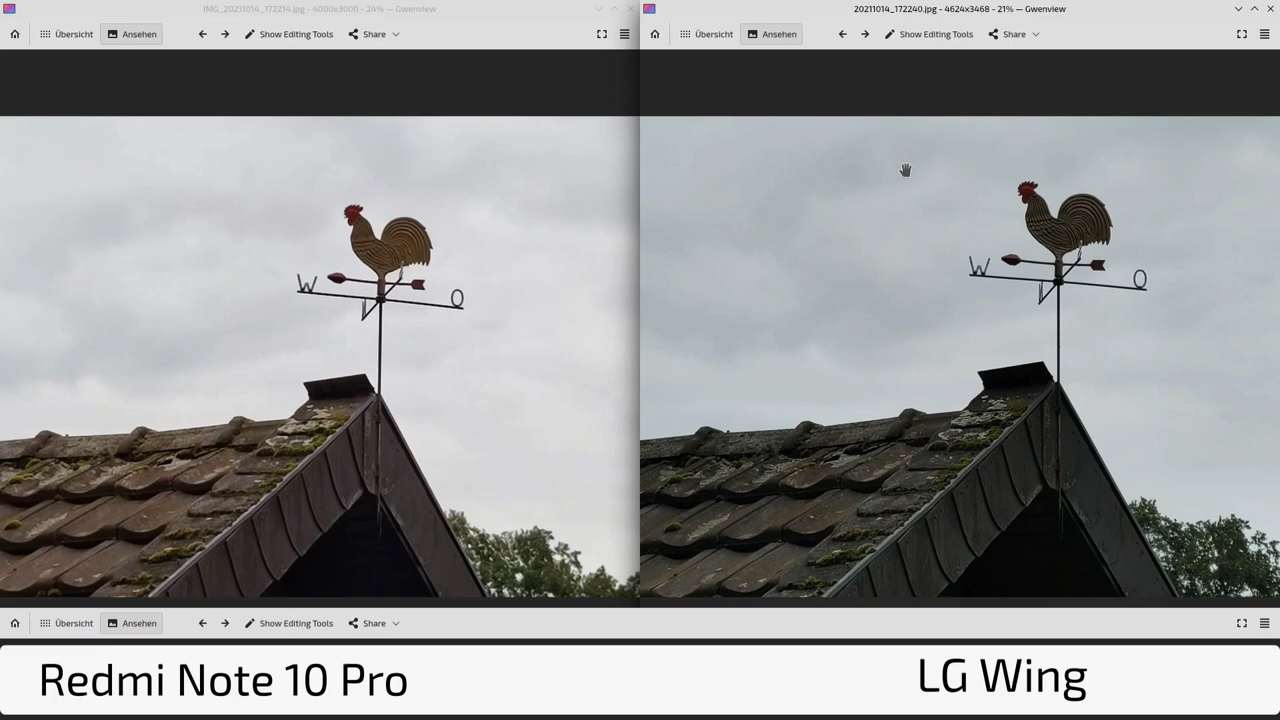 IMG_20211014_172214.jpg - 4000x3000 - 24% — Gwenview
20211014_172240.jpg - 4624x3468 - 21% — Gwenview
Übersicht Ansehen Show Editing Tools Share
Übersicht Ansehen Show Editing Tools Share
W O
W O
Übersicht Ansehen Show Editing Tools Share
Redmi Note 10 Pro
LG Wing